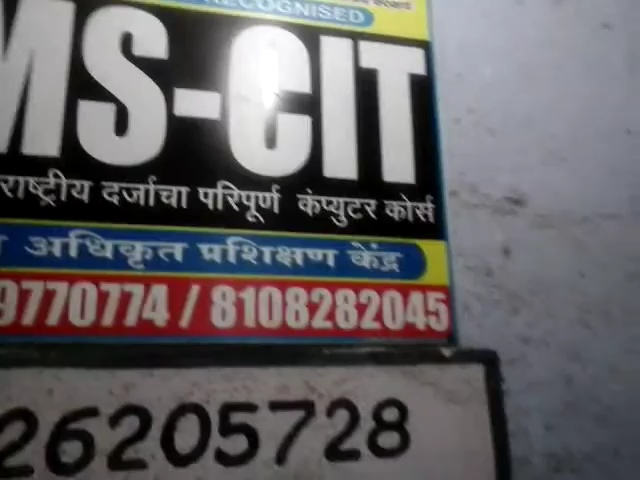 RECOGNISED
MS-CIT
राष्ट्रीय दर्जाचा परिपूर्ण कंप्युटर कोर्स
अधिकृत प्रशिक्षण केंद्र
9770774 / 8108282045
26205728